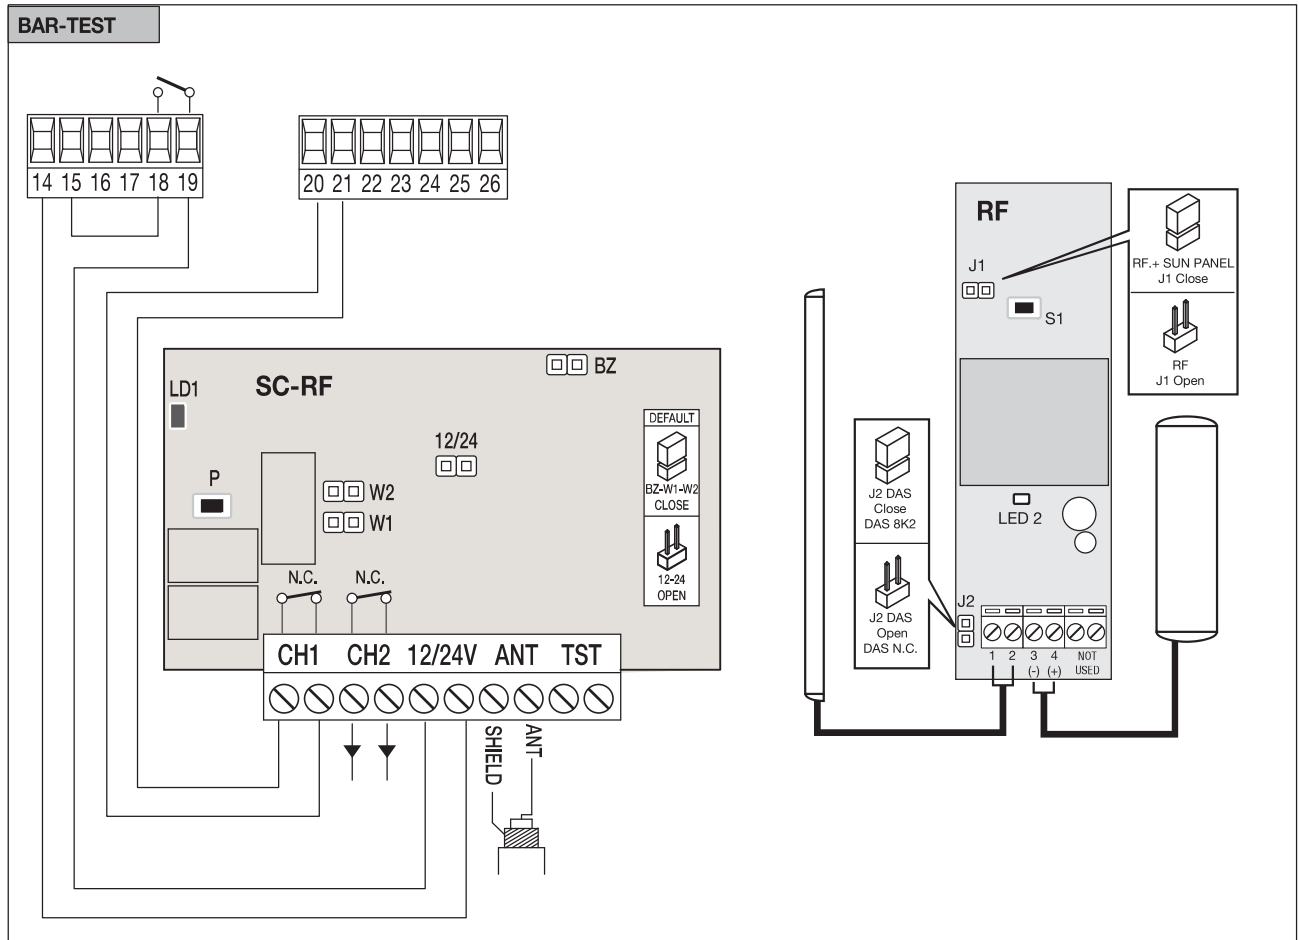 BAR-TEST
14 15 16 17 18 19
20 21 22 23 24 25 26
SC-RF
LD1
BZ
12/24
P
W2
W1
DEFAULT
BZ-W1-W2
CLOSE
12-24
OPEN
N.C. N.C.
CH1 CH2 12/24V ANT TST
SHIELD
ANT
RF
J1
S1
RF.+ SUN PANEL
J1 Close
RF
J1 Open
J2 DAS
Close
DAS 8K2
J2 DAS
Open
DAS N.C.
LED 2
J2
1 2 3 4 NOT
(-) (+) USED